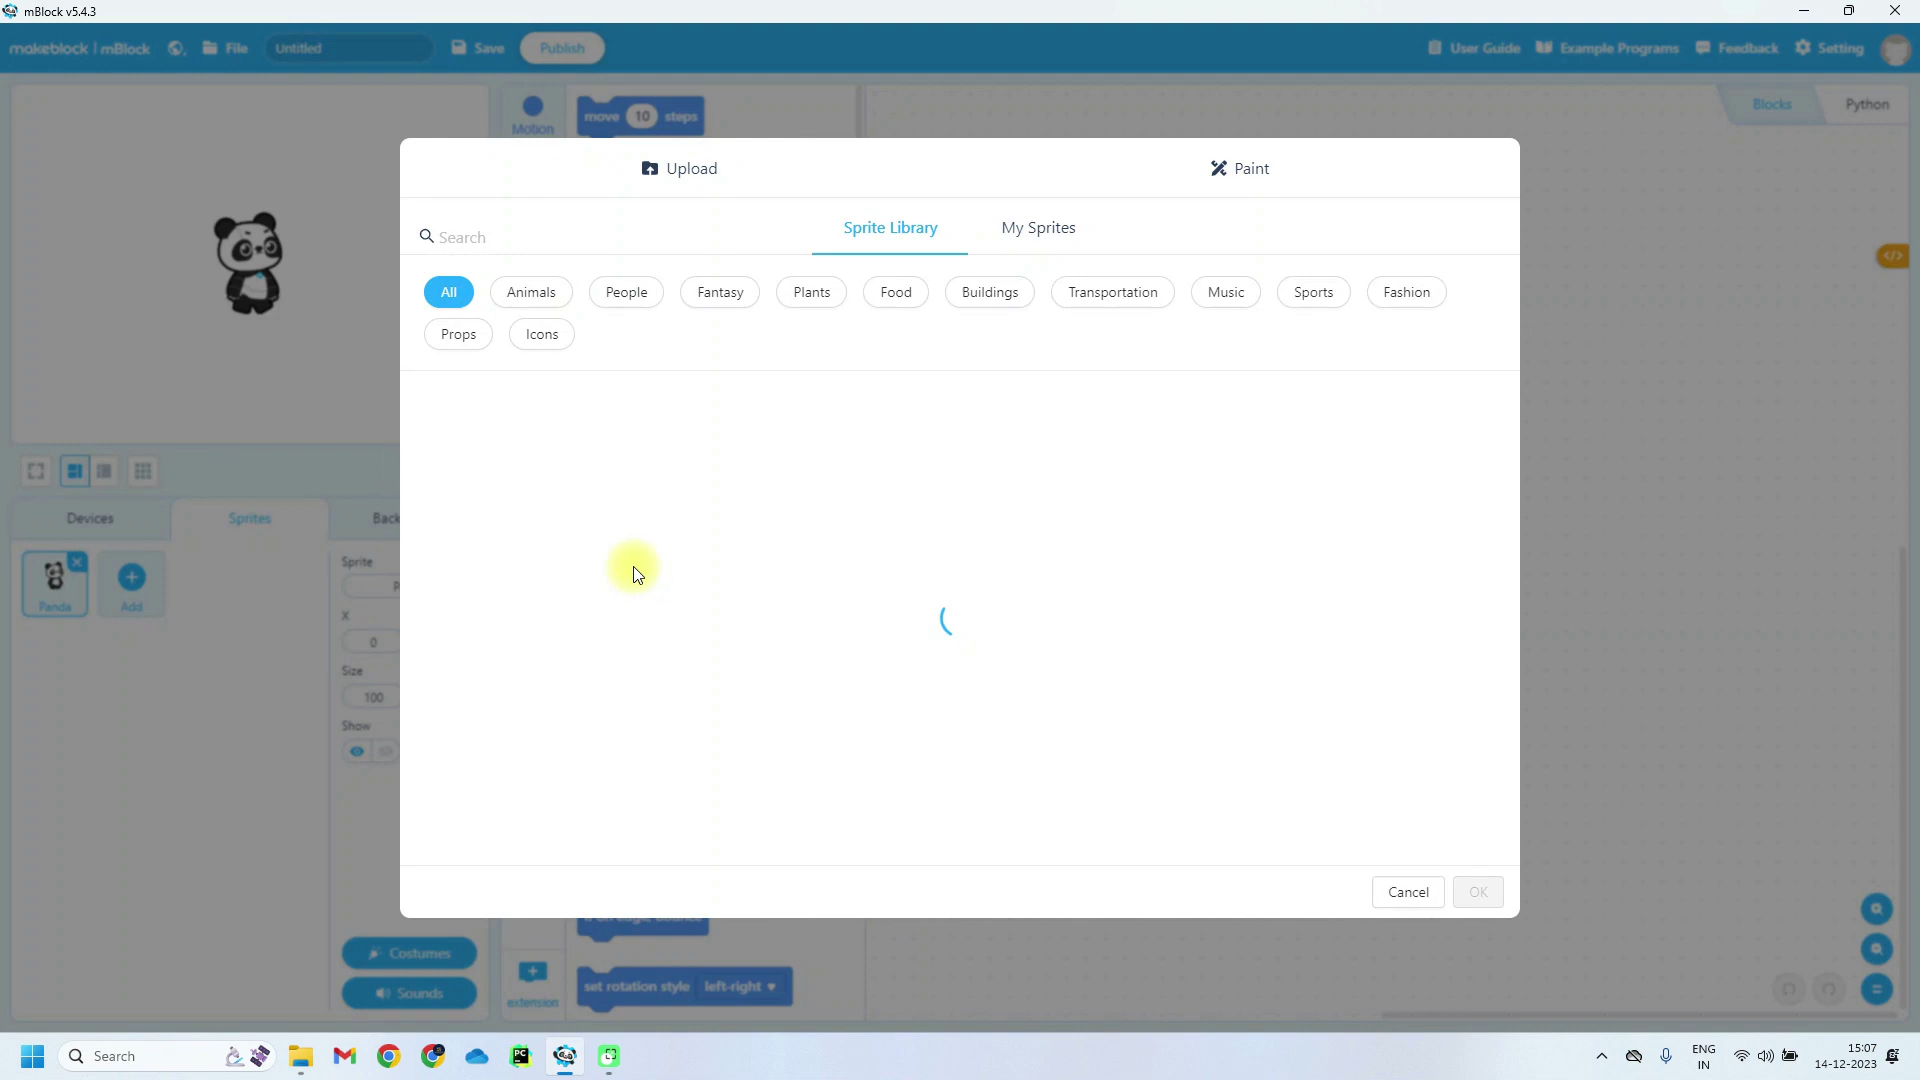 mBlock v5.4.3
makeblock | mBlock
File
Untitled
Save
Publish
User Guide
Example Programs
Feedback
Setting
Motion
move 10 steps
Blocks
Python
Upload
Paint
Search
Sprite Library
My Sprites
All
Animals
People
Fantasy
Plants
Food
Buildings
Transportation
Music
Sports
Fashion
Props
Icons
Devices
Sprites
Back
Sprite
P
Panda
Add
X
0
Size
100
Show
Cancel
OK
Costumes
Sounds
extension
set rotation style left-right
Search
PC
ENG
IN
15:07
14-12-2023